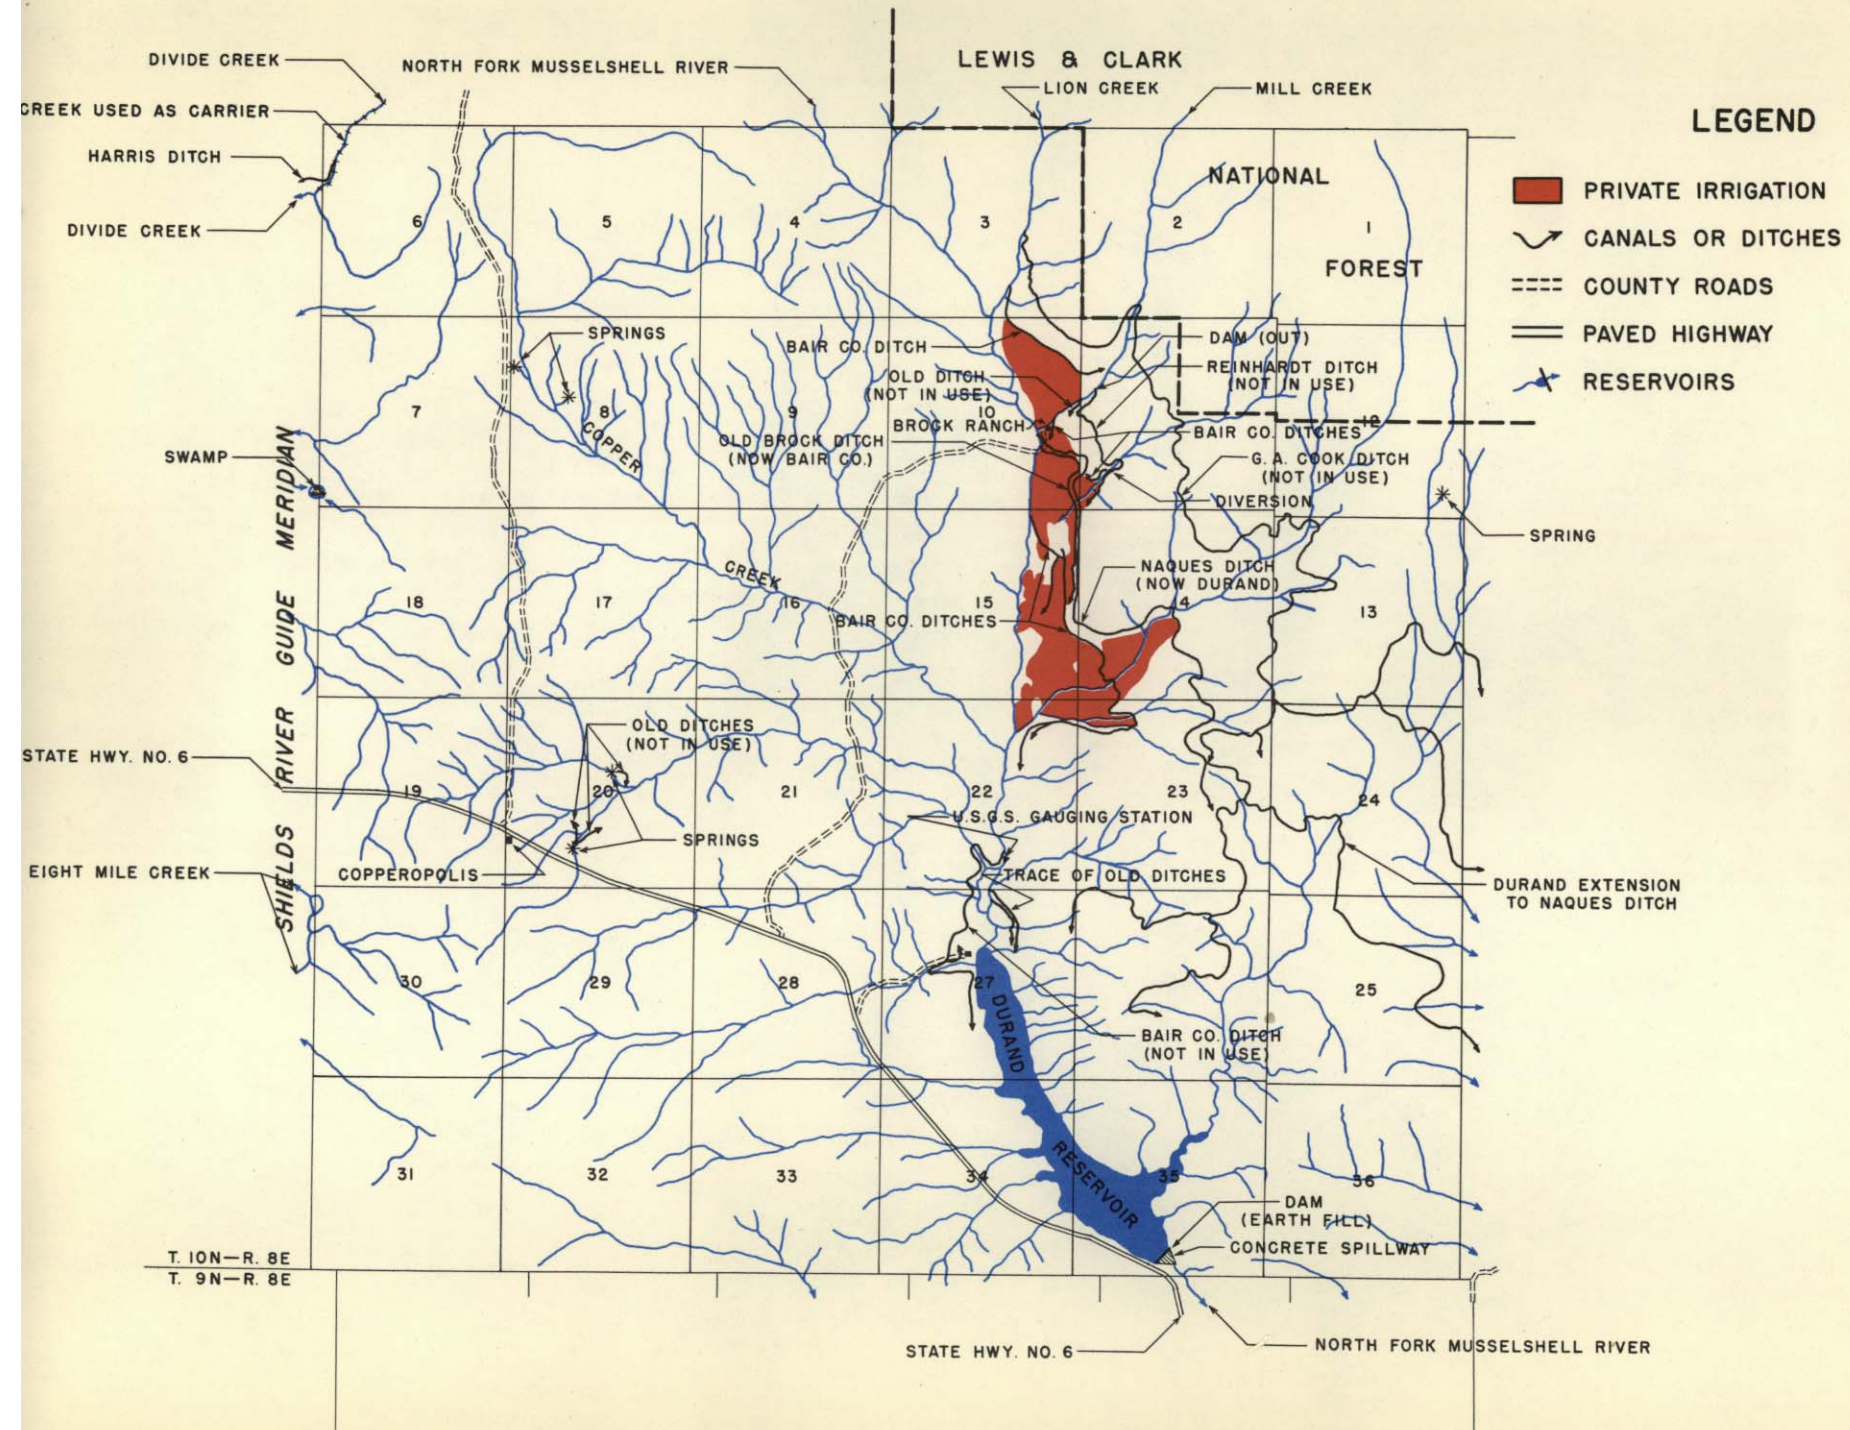 DIVIDE CREEK
NORTH FORK MUSSELSHELL RIVER
LEWIS & CLARK
LION CREEK
MILL CREEK
CREEK USED AS CARRIER
HARRIS DITCH
DIVIDE CREEK
LEGEND
PRIVATE IRRIGATION
CANALS OR DITCHES
COUNTY ROADS
PAVED HIGHWAY
RESERVOIRS
NATIONAL
FOREST
6
5
4
3
2
1
SPRINGS
BAIR CO. DITCH
DAM (OUT)
OLD DITCH
(NOT IN USE)
REINHARDT DITCH
(NOT IN USE)
7
8
9
10
12
BROCK RANCH
BAIR CO. DITCHES
OLD BROCK DITCH
(NOW BAIR CO.)
G. A. COOK DITCH
(NOT IN USE)
DIVERSION
COPPER
CREEK
SWAMP
SPRING
SHIELDS RIVER GUIDE MERIDIAN
NAQUES DITCH
(NOW DURAND)
18
17
16
15
14
13
BAIR CO. DITCHES
OLD DITCHES
(NOT IN USE)
STATE HWY. NO. 6
19
20
21
22
23
24
U.S.G.S. GAUGING STATION
SPRINGS
COPPEROPOLIS
TRACE OF OLD DITCHES
EIGHT MILE CREEK
DURAND EXTENSION
TO NAQUES DITCH
30
29
28
27
25
DURAND
RESERVOIR
BAIR CO. DITCH
(NOT IN USE)
31
32
33
34
35
36
DAM
(EARTH FILL)
CONCRETE SPILLWAY
T. 10N—R. 8E
T. 9N—R. 8E
STATE HWY. NO. 6
NORTH FORK MUSSELSHELL RIVER